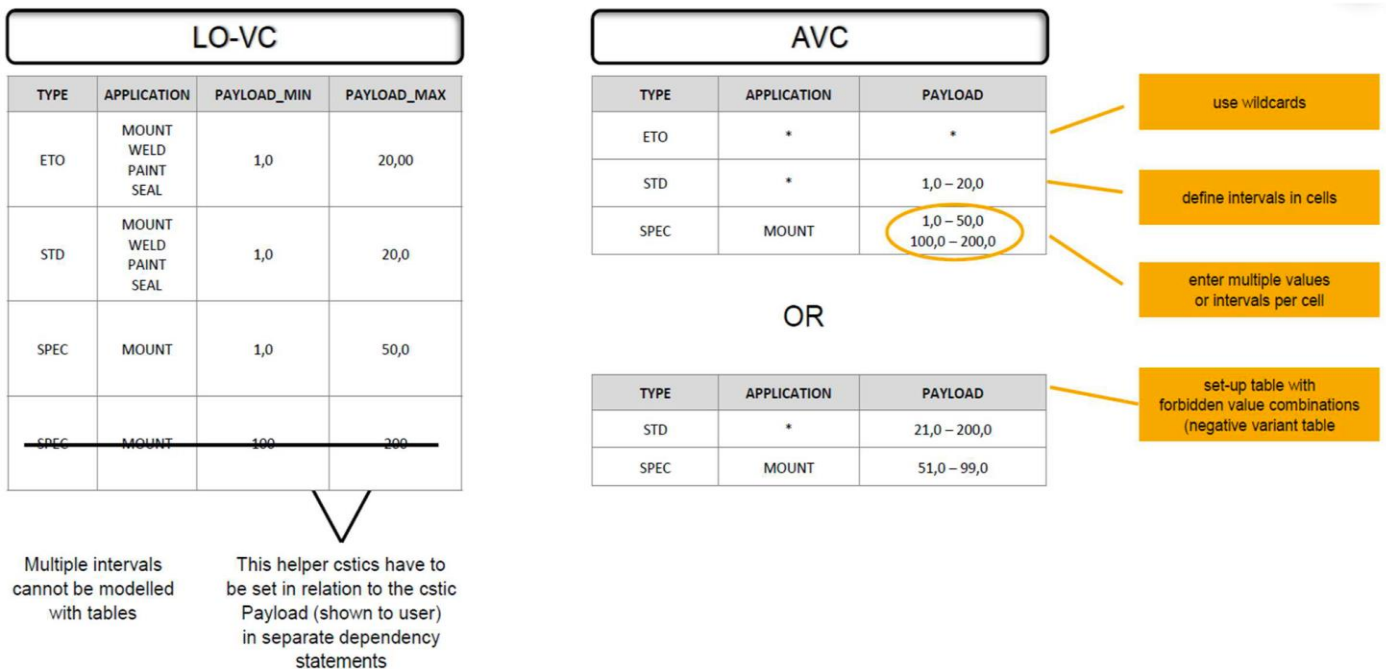 LO-VC
TYPE APPLICATION PAYLOAD_MIN PAYLOAD_MAX
ETO
MOUNT
WELD
PAINT
SEAL
1,0
20,00
STD
MOUNT
WELD
PAINT
SEAL
1,0
20,0
SPEC MOUNT 1,0 50,0
SPEC MOUNT 100 200
Multiple intervals
cannot be modelled
with tables
This helper cstics have to
be set in relation to the cstic
Payload (shown to user)
in separate dependency
statements
AVC
TYPE APPLICATION PAYLOAD
ETO * *
STD * 1,0 – 20,0
SPEC MOUNT
1,0 – 50,0
100,0 – 200,0
OR
TYPE APPLICATION PAYLOAD
STD * 21,0 – 200,0
SPEC MOUNT 51,0 – 99,0
use wildcards
define intervals in cells
enter multiple values
or intervals per cell
set-up table with
forbidden value combinations
(negative variant table